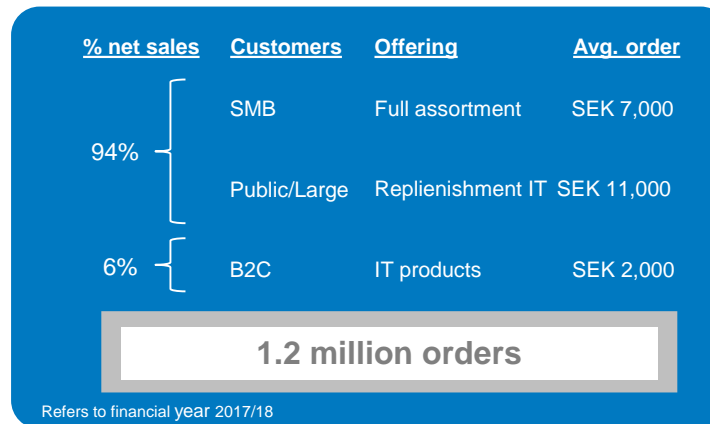 % net sales Customers Offering Avg. order
SMB Full assortment SEK 7,000
94%
Public/Large Replienishment IT SEK 11,000
6% B2C IT products SEK 2,000
1.2 million orders
Refers to financial year 2017/18